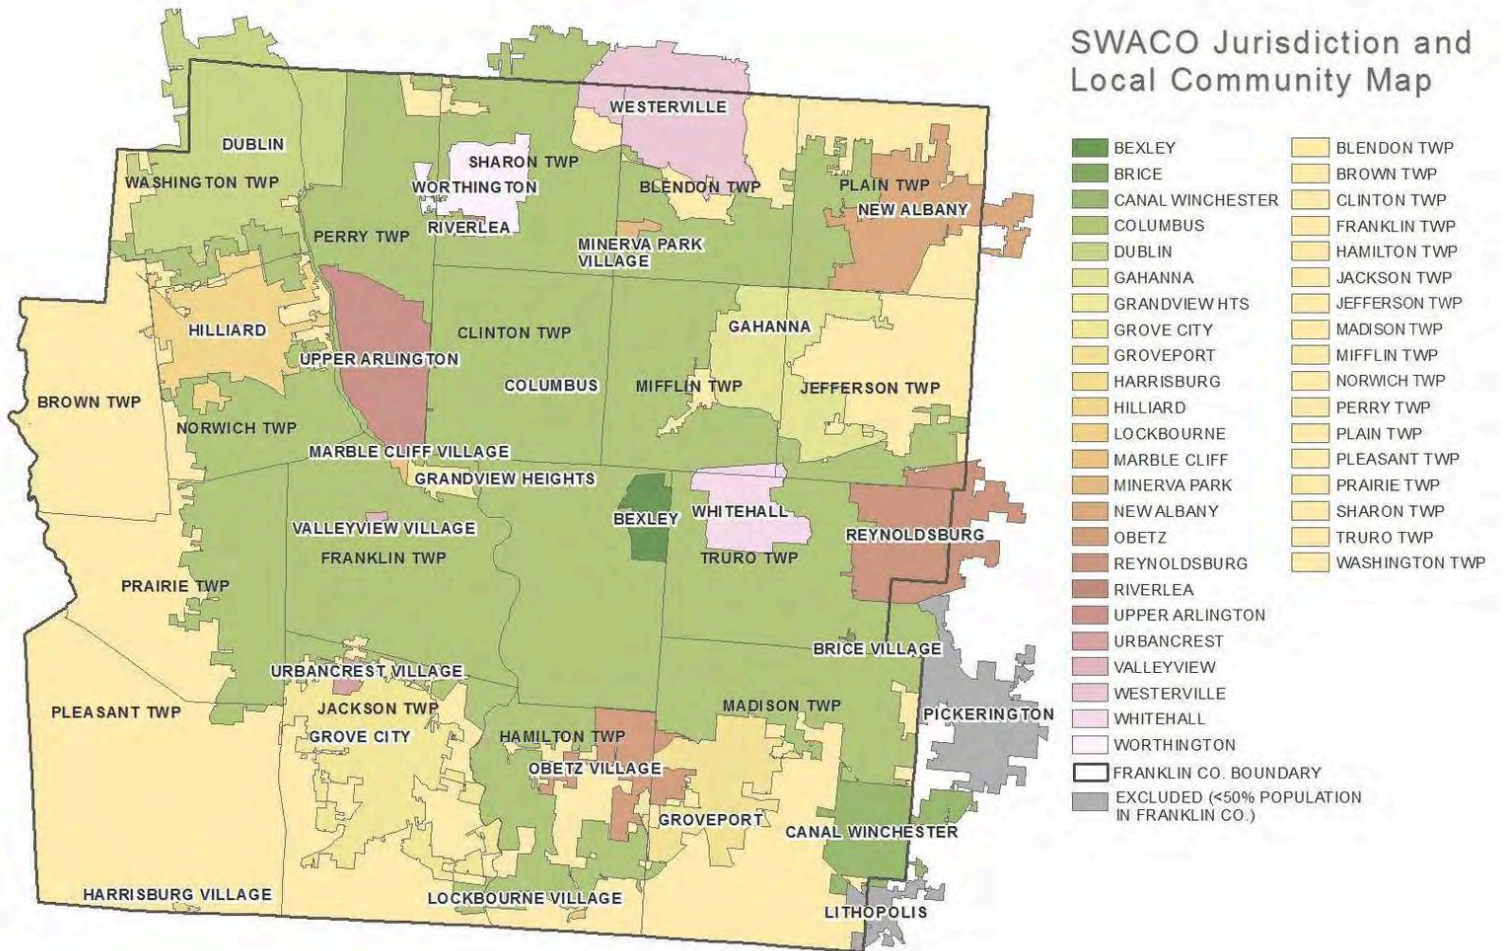 SWACO Jurisdiction and
Local Community Map
BEXLEY
BRICE
CANAL WINCHESTER
COLUMBUS
DUBLIN
GAHANNA
GRANDVIEW HTS
GROVE CITY
GROVEPORT
HARRISBURG
HILLIARD
LOCKBOURNE
MARBLE CLIFF
MINERVA PARK
NEW ALBANY
OBETZ
REYNOLDSBURG
RIVERLEA
UPPER ARLINGTON
URBANCREST
VALLEYVIEW
WESTERVILLE
WHITEHALL
WORTHINGTON
FRANKLIN CO. BOUNDARY
EXCLUDED (<50% POPULATION
IN FRANKLIN CO.)
BLENDON TWP
BROWN TWP
CLINTON TWP
FRANKLIN TWP
HAMILTON TWP
JACKSON TWP
JEFFERSON TWP
MADISON TWP
MIFFLIN TWP
NORWICH TWP
PERRY TWP
PLAIN TWP
PLEASANT TWP
PRAIRIE TWP
SHARON TWP
TRURO TWP
WASHINGTON TWP
WESTERVILLE
DUBLIN
SHARON TWP
WASHINGTON TWP
WORTHINGTON
BLENDON TWP
PLAIN TWP
NEW ALBANY
RIVERLEA
PERRY TWP
MINERVA PARK
VILLAGE
HILLIARD
CLINTON TWP
GAHANNA
UPPER ARLINGTON
COLUMBUS
MIFFLIN TWP
JEFFERSON TWP
BROWN TWP
NORWICH TWP
MARBLE CLIFF VILLAGE
GRANDVIEW HEIGHTS
BEXLEY
WHITEHALL
VALLEYVIEW VILLAGE
REYNOLDSBURG
FRANKLIN TWP
TRURO TWP
PRAIRIE TWP
BRICE VILLAGE
URBANCREST VILLAGE
PLEASANT TWP
JACKSON TWP
MADISON TWP
PICKERINGTON
GROVE CITY
HAMILTON TWP
OBETZ VILLAGE
GROVEPORT
CANAL WINCHESTER
HARRISBURG VILLAGE
LOCKBOURNE VILLAGE
LITHOPOLIS